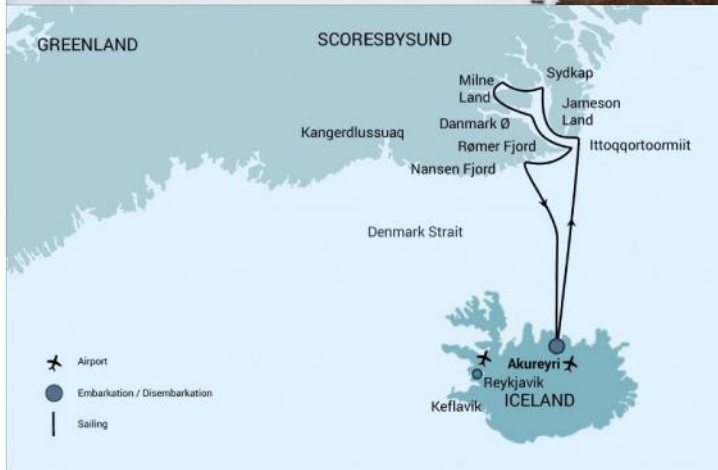 GREENLAND
SCORESBYSUND
Milne
Land
Sydkap
Jameson
Land
Danmark Ø
Kangerdlussuaq
Rømer Fjord
Ittoqqortoormiit
Nansen Fjord
Denmark Strait
Airport
Embarkation / Disembarkation
Sailing
Akureyri
Reykjavik
Keflavik
ICELAND